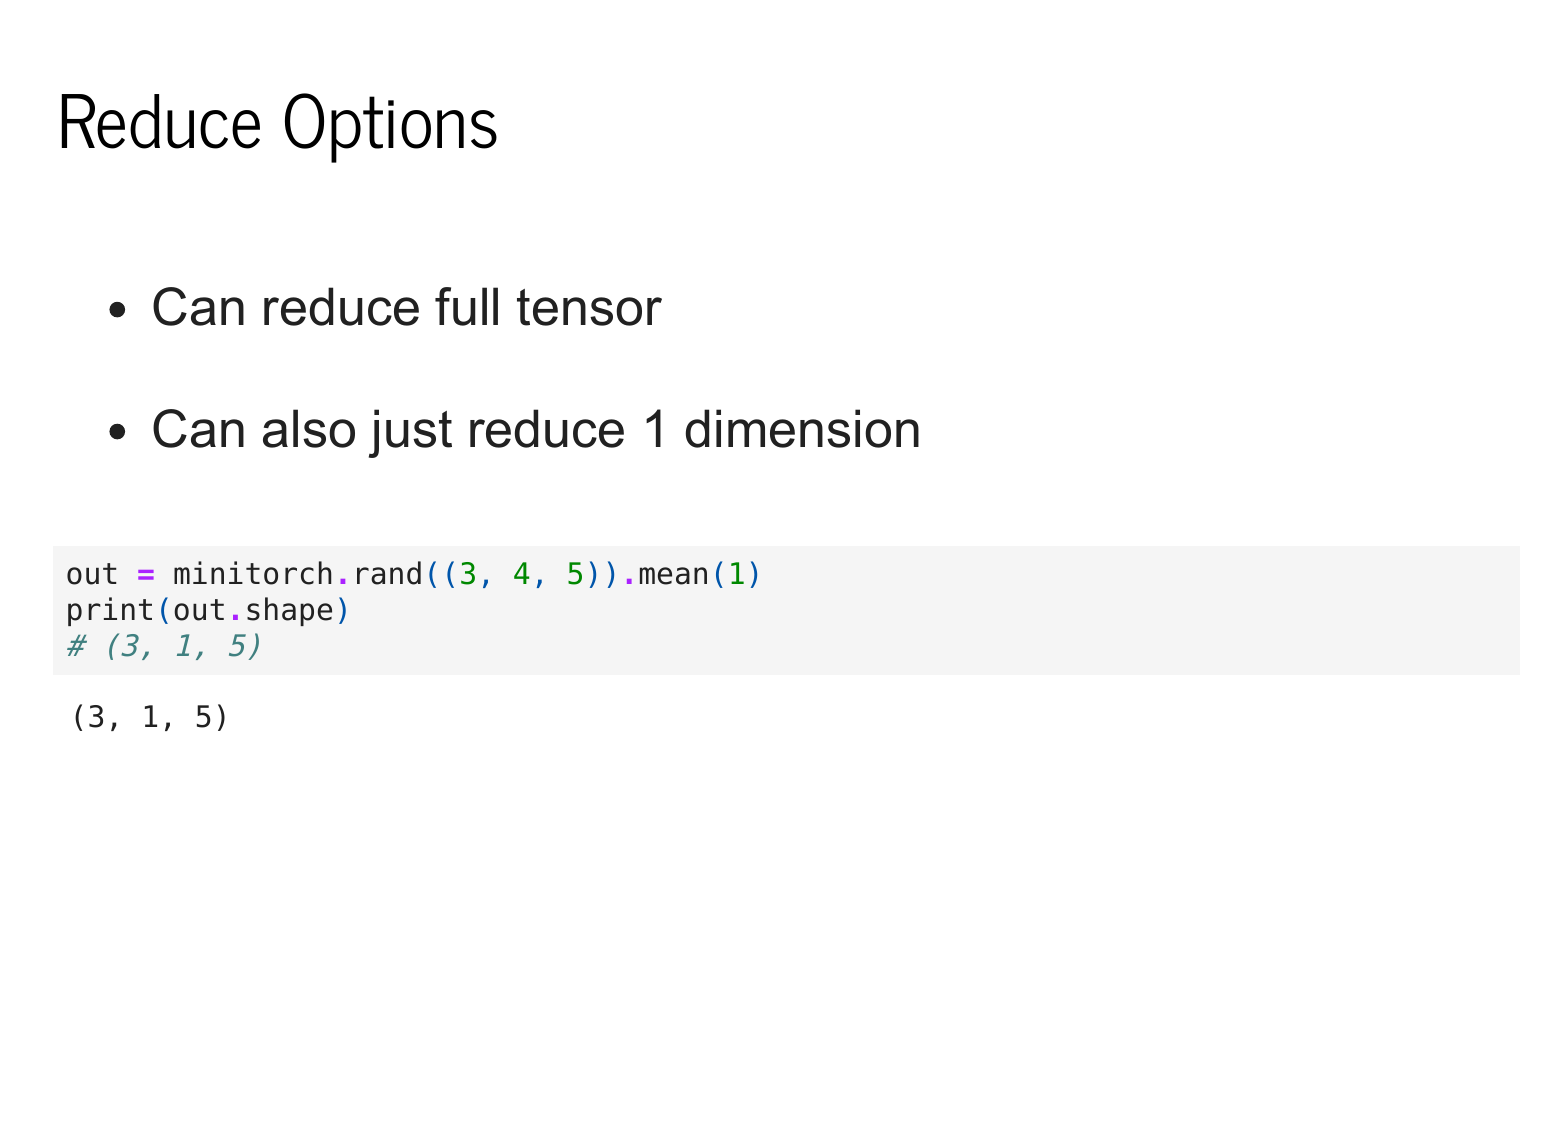 Reduce Options
• Can reduce full tensor
• Can also just reduce 1 dimension
out = minitorch.rand((3, 4, 5)).mean(1)
print(out.shape)
# (3, 1, 5)
(3, 1, 5)